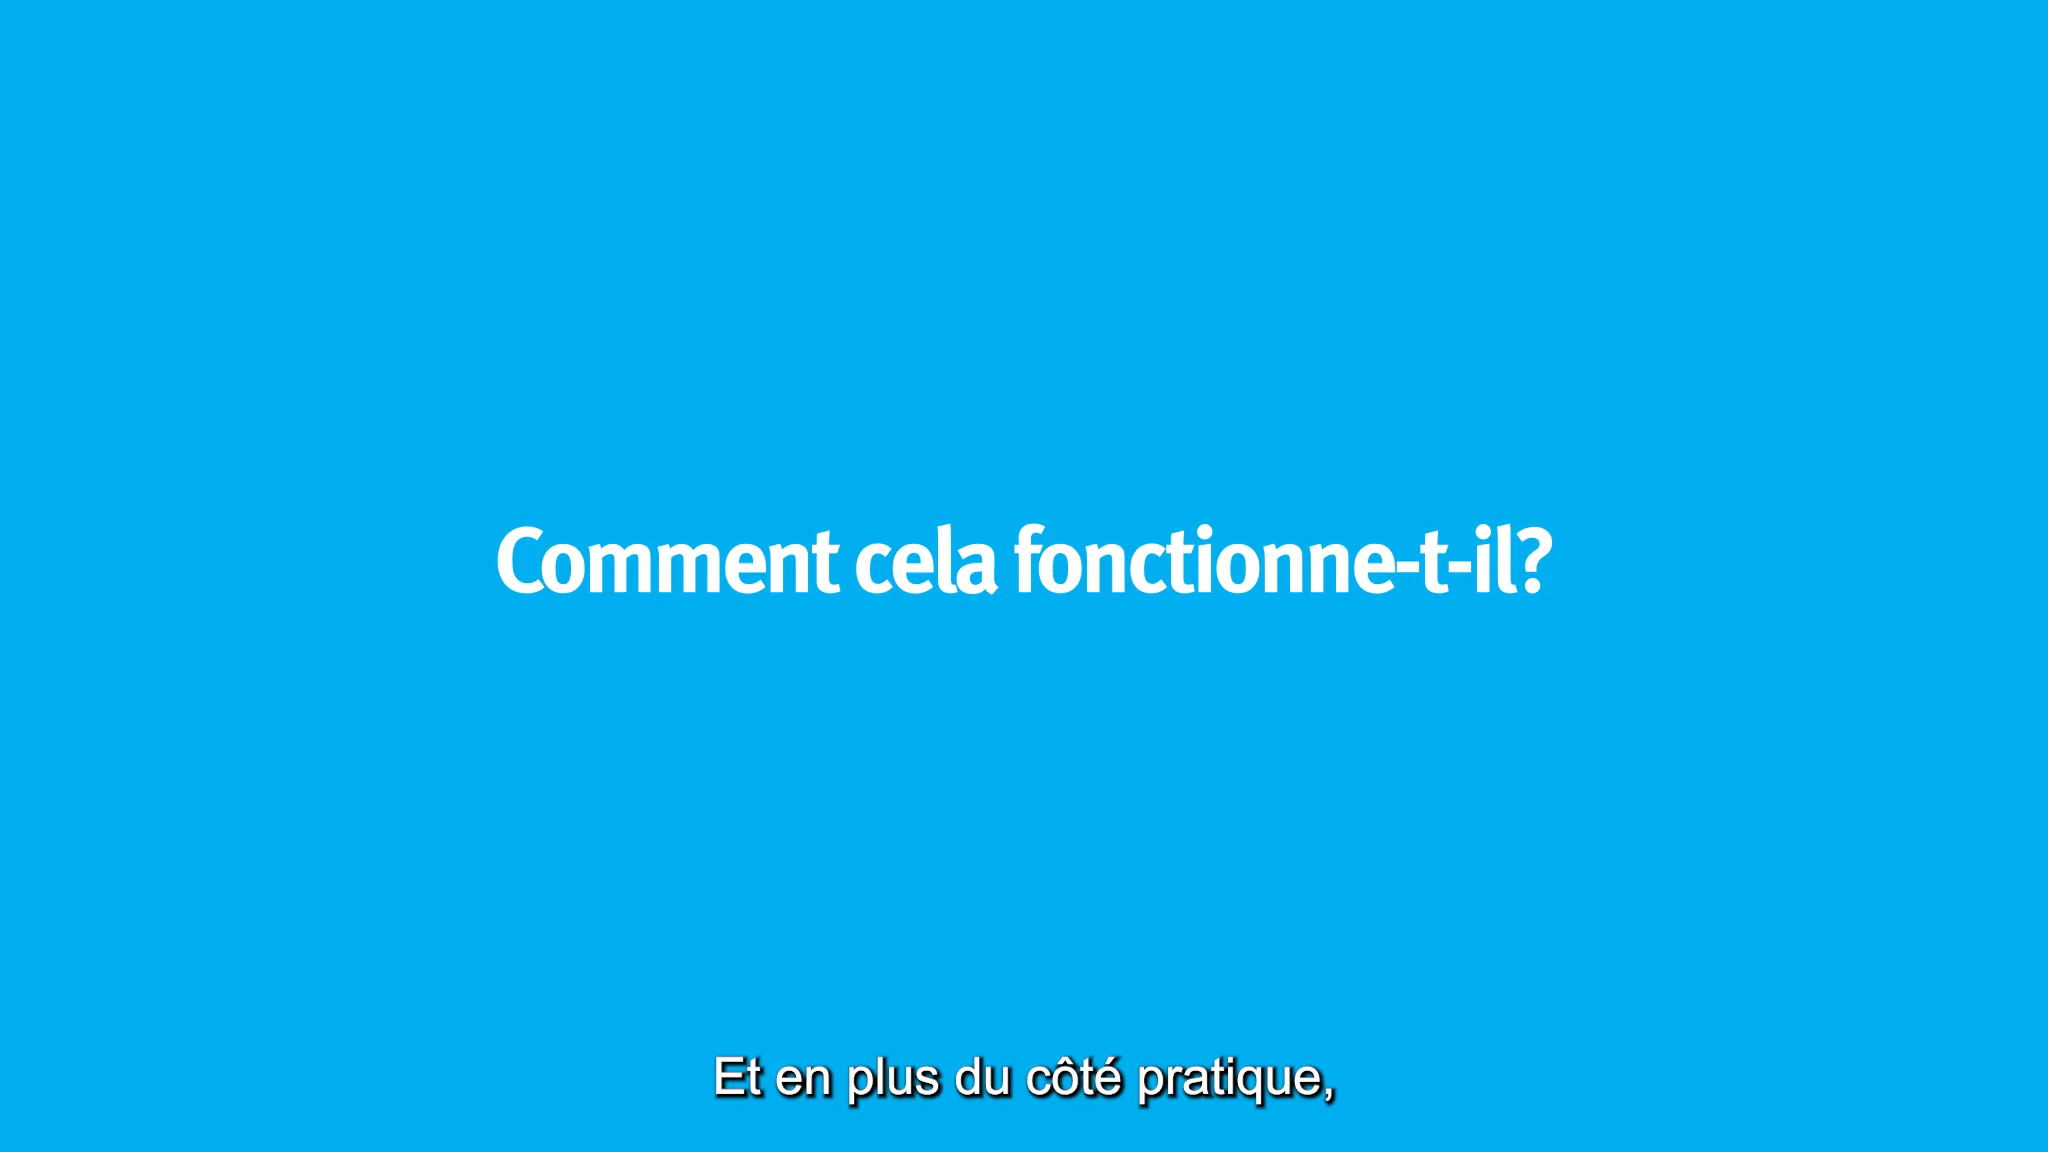 Comment cela fonctionne-t-il?
Et en plus du côté pratique,